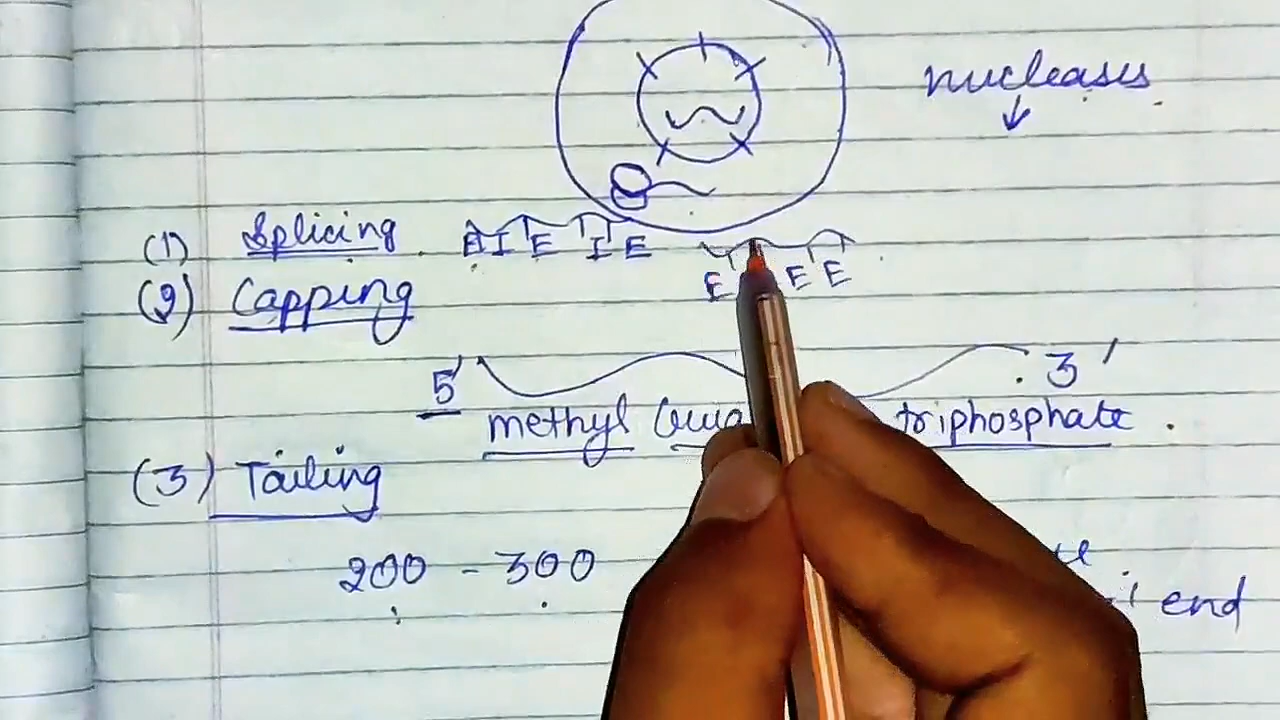 nucleases
(1) Splicing E I E I E
E E E
(2) Capping
5' 3'
methyl triphosphate .
(3) Tailing
200 - 300
end